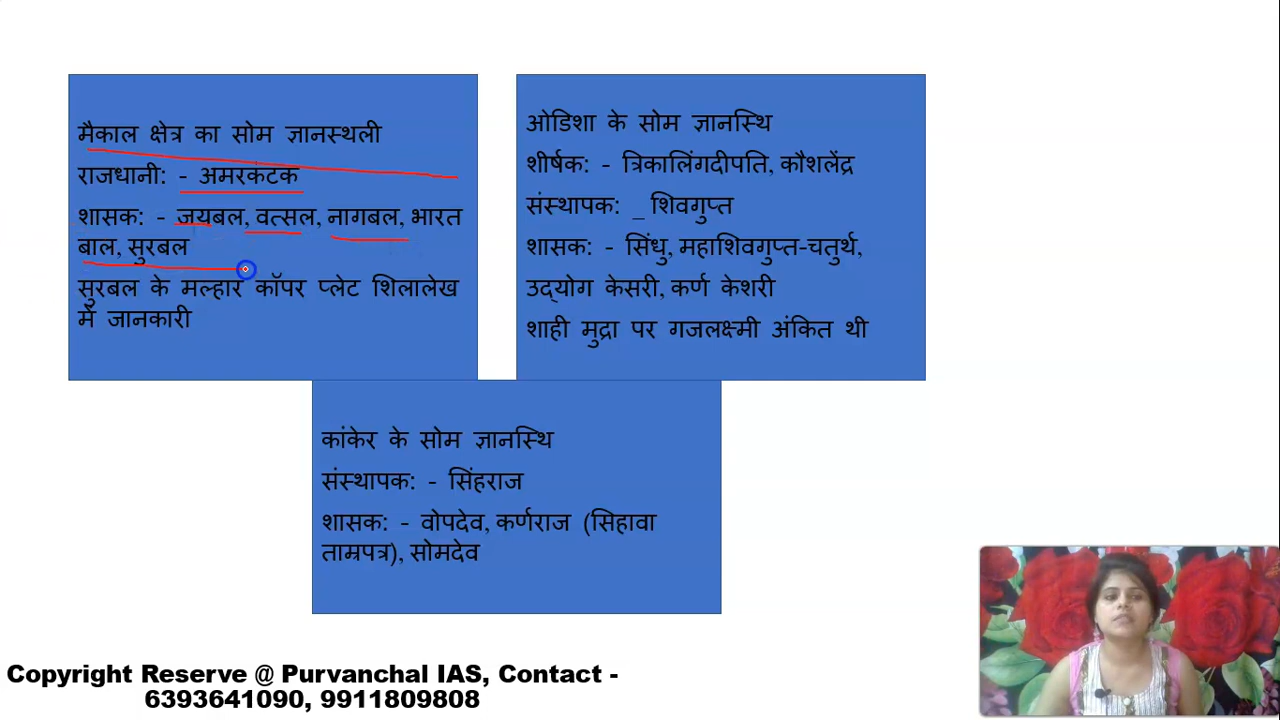 मैकाल क्षेत्र का सोम ज्ञानस्थली
राजधानी: - अमरकंटक
शासक: - जयबल, वत्सल, नागबल, भारत
बाल, सुरबल
सुरबल के मल्हार कॉपर प्लेट शिलालेख
में जानकारी
ओडिशा के सोम ज्ञानस्थि
शीर्षक: - त्रिकालिंगदीपति, कौशलेंद्र
संस्थापक: _ शिवगुप्त
शासक: - सिंधु, महाशिवगुप्त-चतुर्थ,
उद्योग केसरी, कर्ण केशरी
शाही मुद्रा पर गजलक्ष्मी अंकित थी
कांकेर के सोम ज्ञानस्थि
संस्थापक: - सिंहराज
शासक: - वोपदेव, कर्णराज (सिहावा
ताम्रपत्र), सोमदेव
Copyright Reserve @ Purvanchal IAS, Contact -
6393641090, 9911809808